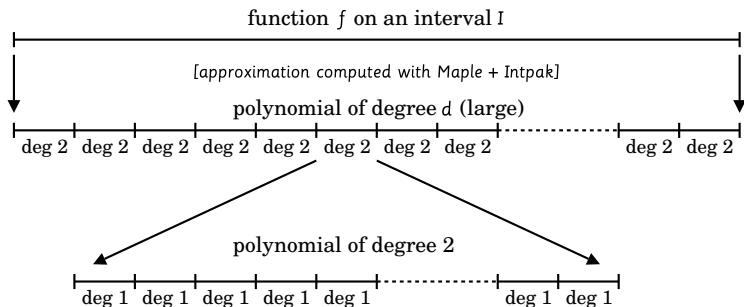 function f on an interval I
[approximation computed with Maple + Intpak]
polynomial of degree d (large)
deg 2 deg 2 deg 2 deg 2 deg 2 deg 2 deg 2 deg 2 deg 2 deg 2
polynomial of degree 2
deg 1 deg 1 deg 1 deg 1 deg 1 deg 1 deg 1